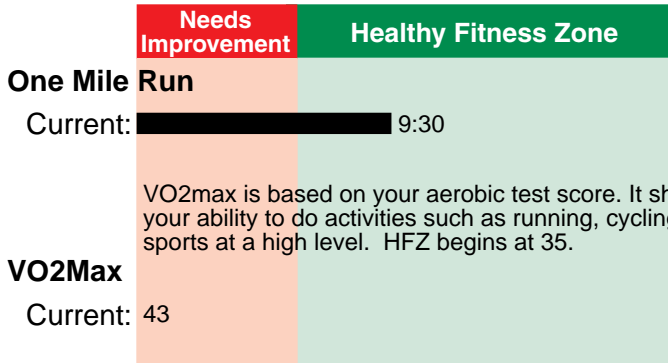 Needs
Improvement
Healthy Fitness Zone
One Mile Run
Current: 9:30
VO2max is based on your aerobic test score. It sh
your ability to do activities such as running, cycling
sports at a high level.  HFZ begins at 35.
VO2Max
Current: 43